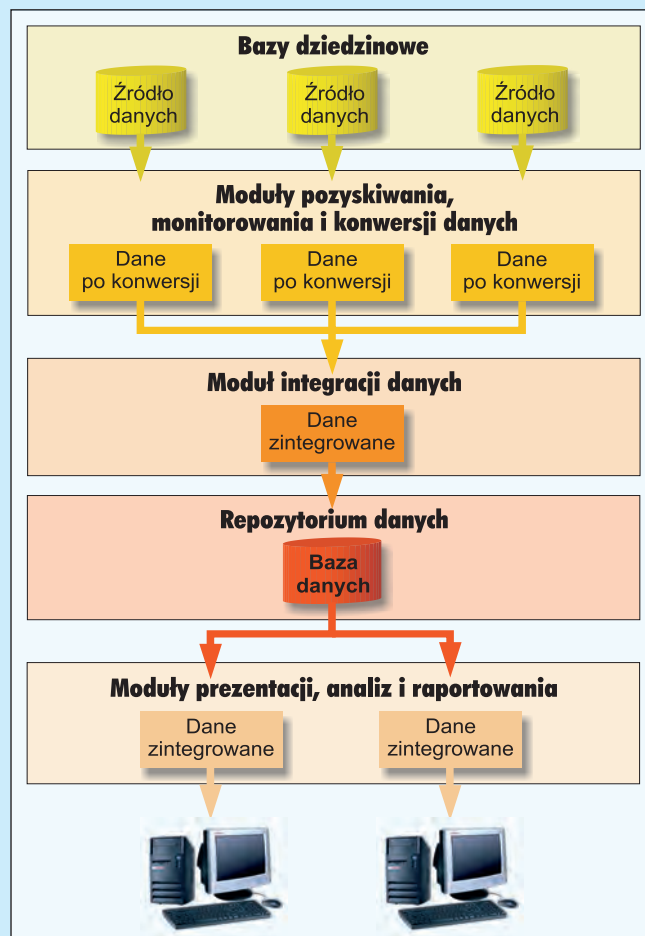 Bazy dziedzinowe
Źródło
danych
Źródło
danych
Źródło
danych
Moduły pozyskiwania,
monitorowania i konwersji danych
Dane
po konwersji
Dane
po konwersji
Dane
po konwersji
Moduł integracji danych
Dane
zintegrowane
Repozytorium danych
Baza
danych
Moduły prezentacji, analiz i raportowania
Dane
zintegrowane
Dane
zintegrowane